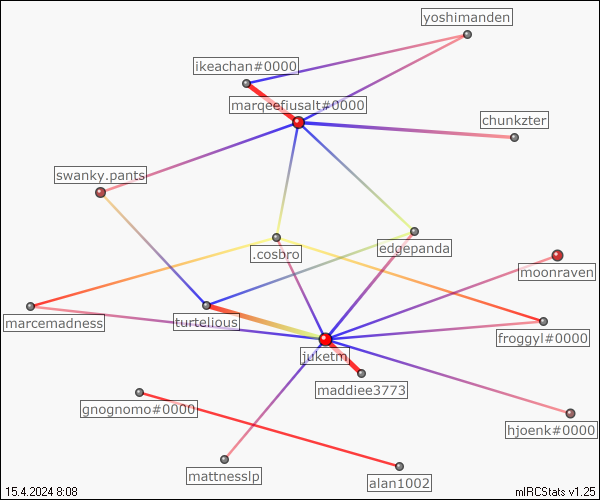 yoshimanden
ikeachan#0000
marqeefiusalt#0000
chunkzter
swanky.pants
.cosbro
edgepanda
moonraven
marcemadness
turtelious
froggyl#0000
juketm
maddiee3773
gnognomo#0000
hjoenk#0000
mattnesslp
alan1002
15.4.2024 8:08
mIRCStats v1.25